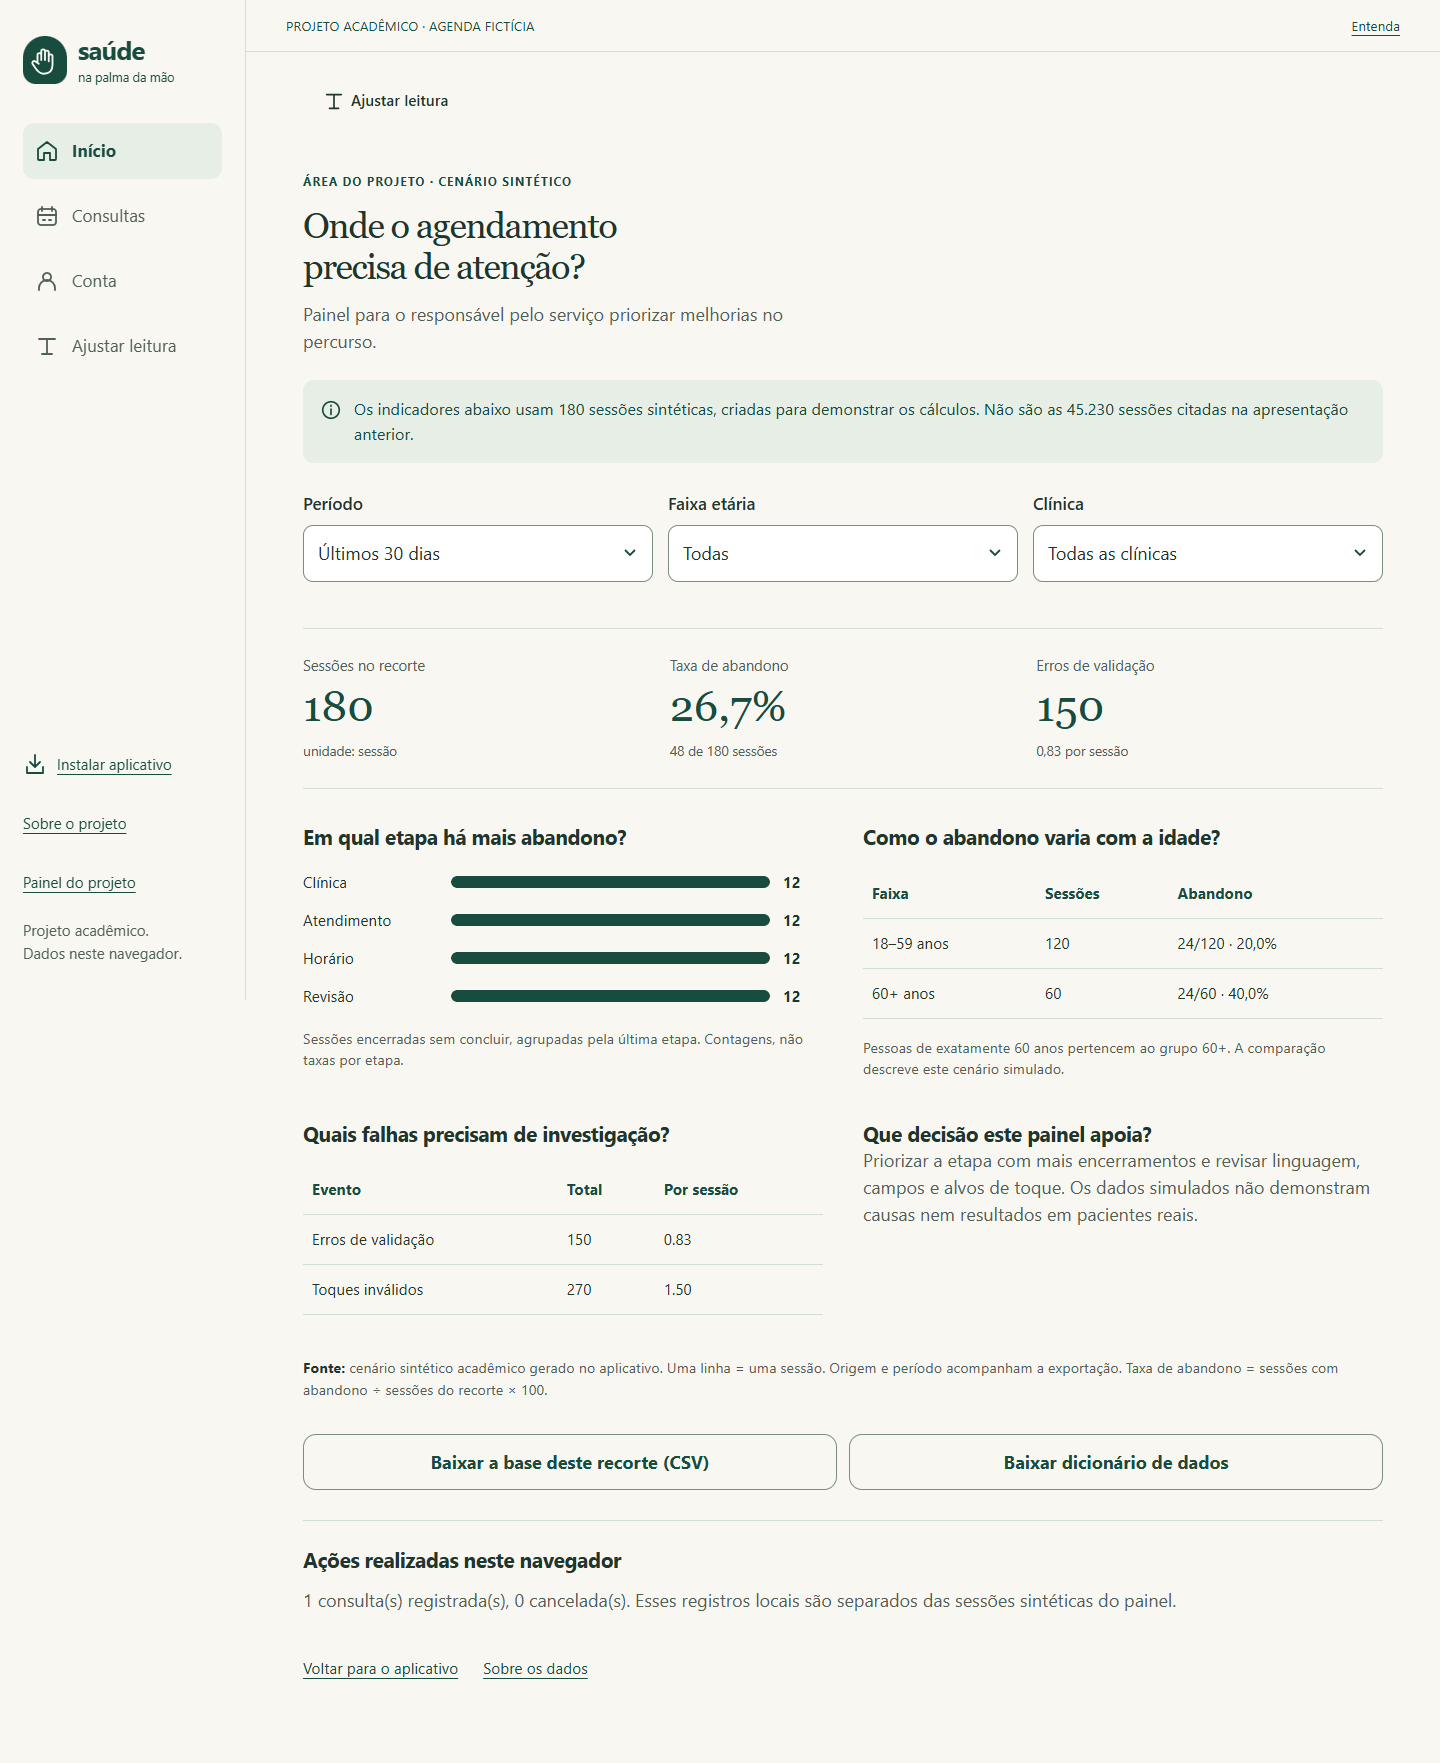 saúde
na palma da mão
Início
Consultas
Conta
Ajustar leitura
Instalar aplicativo
Sobre o projeto
Painel do projeto
Projeto acadêmico.
Dados neste navegador.
PROJETO ACADÊMICO · AGENDA FICTÍCIA
Entenda
Ajustar leitura
ÁREA DO PROJETO · CENÁRIO SINTÉTICO
Onde o agendamento
precisa de atenção?
Painel para o responsável pelo serviço priorizar melhorias no
percurso.
Os indicadores abaixo usam 180 sessões sintéticas, criadas para demonstrar os cálculos. Não são as 45.230 sessões citadas na apresentação
anterior.
Período
Últimos 30 dias
Faixa etária
Todas
Clínica
Todas as clínicas
Sessões no recorte
180
unidade: sessão
Taxa de abandono
26,7%
48 de 180 sessões
Erros de validação
150
0,83 por sessão
Em qual etapa há mais abandono?
Clínica 12
Atendimento 12
Horário 12
Revisão 12
Sessões encerradas sem concluir, agrupadas pela última etapa. Contagens, não
taxas por etapa.
Como o abandono varia com a idade?
Faixa Sessões Abandono
18–59 anos 120 24/120 · 20,0%
60+ anos 60 24/60 · 40,0%
Pessoas de exatamente 60 anos pertencem ao grupo 60+. A comparação
descreve este cenário simulado.
Quais falhas precisam de investigação?
Evento Total Por sessão
Erros de validação 150 0.83
Toques inválidos 270 1.50
Que decisão este painel apoia?
Priorizar a etapa com mais encerramentos e revisar linguagem,
campos e alvos de toque. Os dados simulados não demonstram
causas nem resultados em pacientes reais.
Fonte: cenário sintético acadêmico gerado no aplicativo. Uma linha = uma sessão. Origem e período acompanham a exportação. Taxa de abandono = sessões com
abandono ÷ sessões do recorte × 100.
Baixar a base deste recorte (CSV)
Baixar dicionário de dados
Ações realizadas neste navegador
1 consulta(s) registrada(s), 0 cancelada(s). Esses registros locais são separados das sessões sintéticas do painel.
Voltar para o aplicativo
Sobre os dados